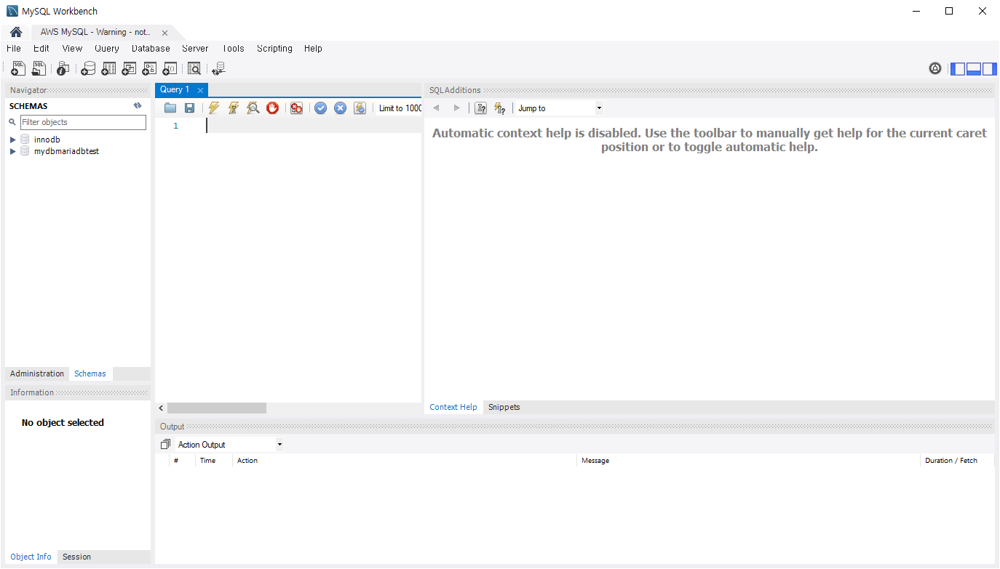 MySQL Workbench
AWS MySQL - Warning - not...
File Edit View Query Database Server Tools Scripting Help
Navigator
SCHEMAS
Filter objects
innodb
mydbmariadbtest
Administration Schemas
Information
No object selected
Object Info Session
Query 1
Limit to 1000
1
SQLAdditions
Jump to
Automatic context help is disabled. Use the toolbar to manually get help for the current caret
position or to toggle automatic help.
Context Help Snippets
Output
Action Output
# Time Action Message Duration / Fetch